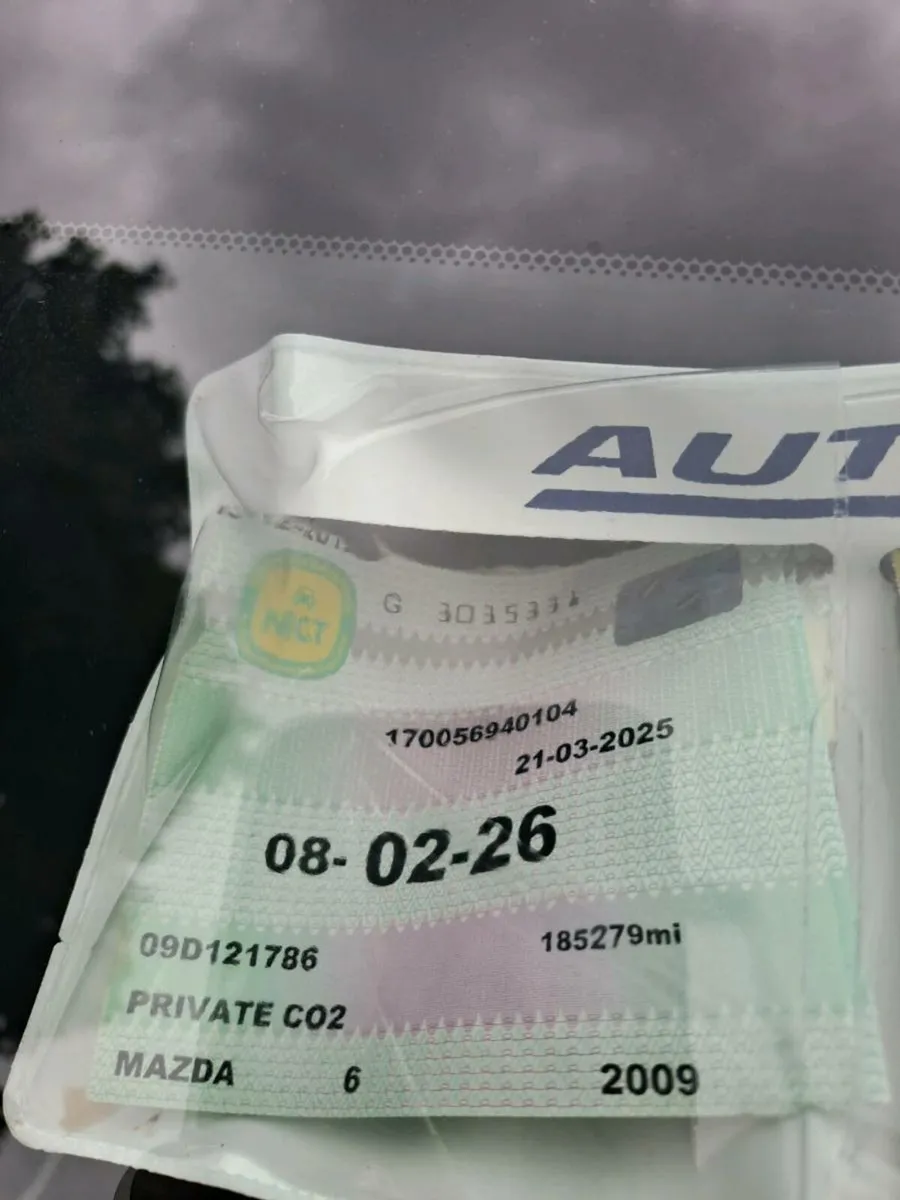 AUT
NCT
G 3035334
170056940104
21-03-2025
08-02-26
09D121786
185279mi
PRIVATE CO2
MAZDA 6 2009